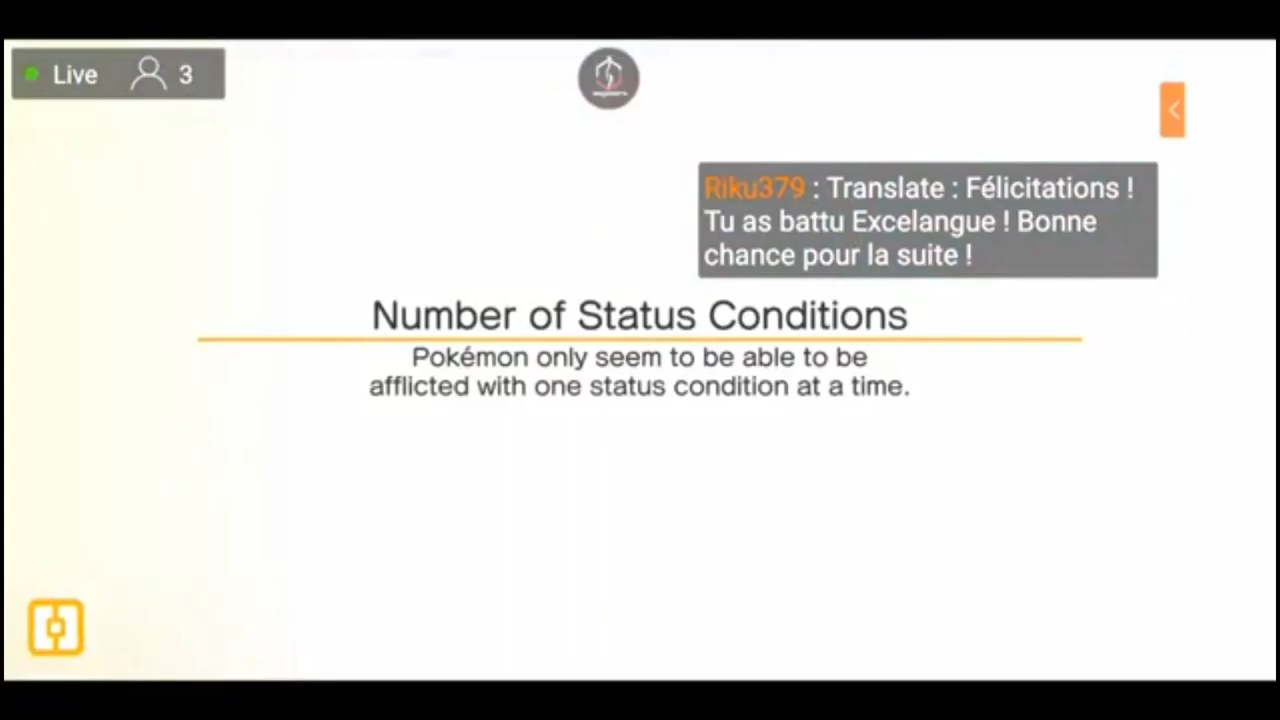 Live 3
Riku379 : Translate : Félicitations !
Tu as battu Excelangue ! Bonne
chance pour la suite !
Number of Status Conditions
Pokémon only seem to be able to be
afflicted with one status condition at a time.